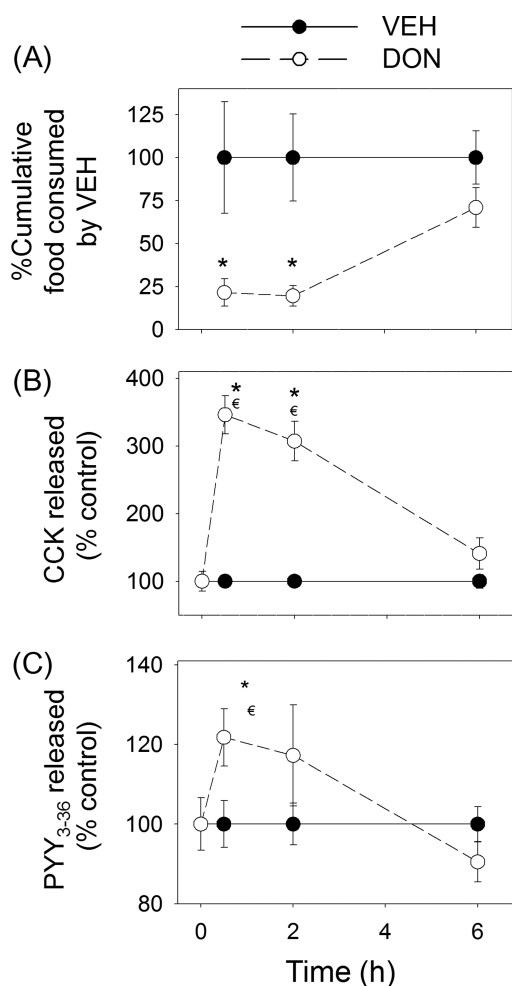 VEH
DON
(A)
%Cumulative
food consumed
by VEH
125
100
75
50
25
0
*
*
(B)
CCK released
(% control)
400
300
200
100
*
€
*
€
(C)
PYY3-36 released
(% control)
140
120
100
80
*
€
0
2
4
6
Time (h)